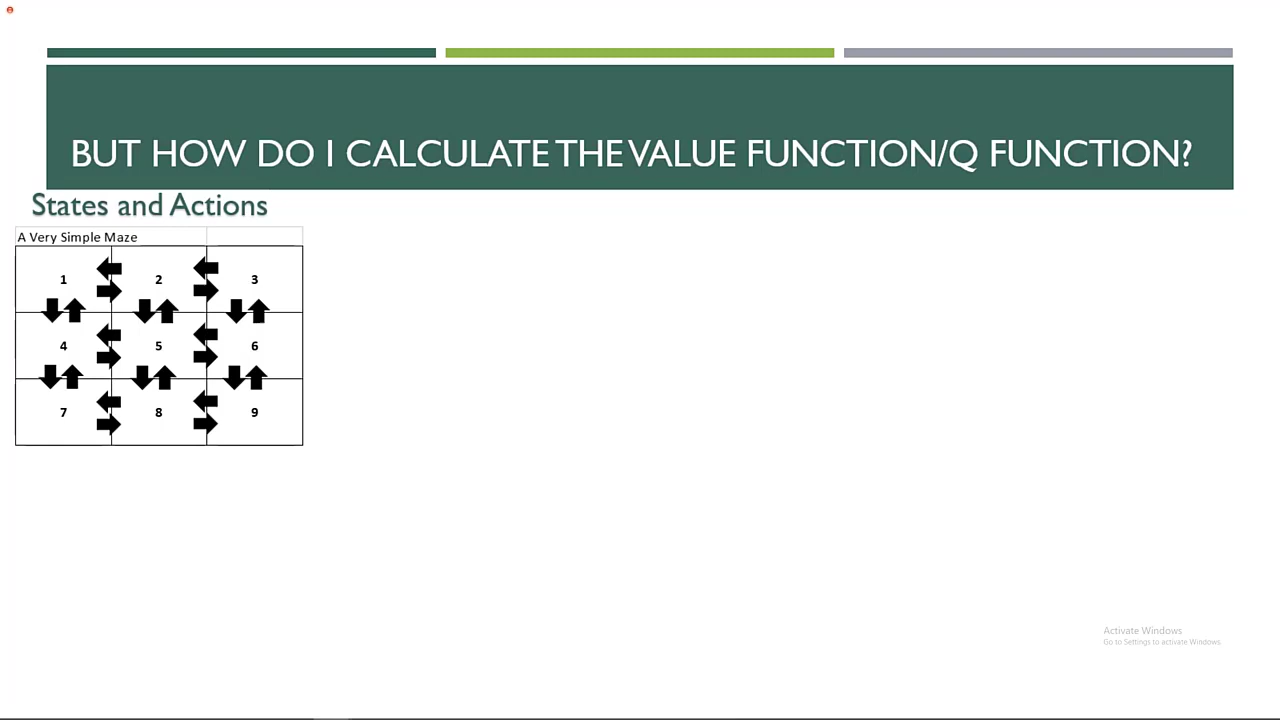 BUT HOW DO I CALCULATE THE VALUE FUNCTION/Q FUNCTION?
States and Actions
A Very Simple Maze
1 2 3
4 5 6
7 8 9
Activate Windows
Go to Settings to activate Windows.